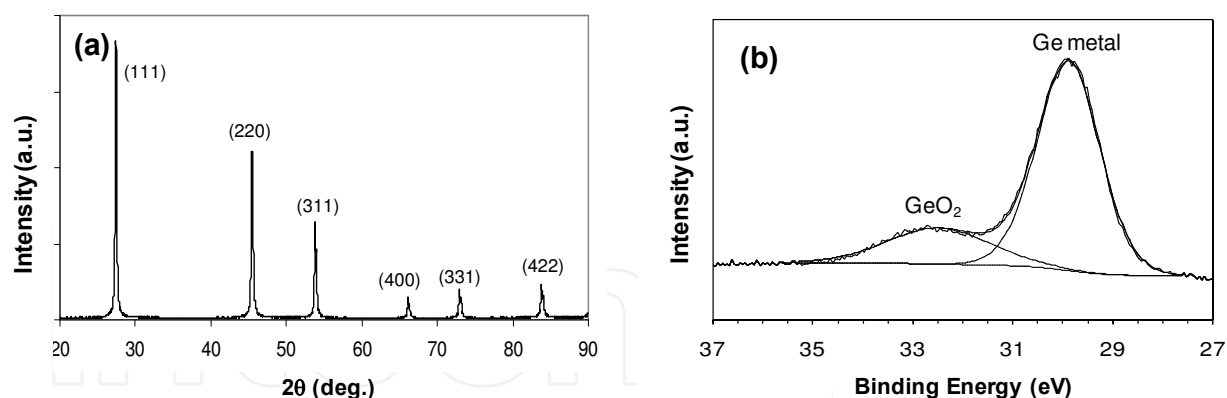 (a)
(111)
(220)
(311)
(400)
(331)
(422)
Intensity (a.u.)
20 30 40 50 60 70 80 90
2θ (deg.)
(b)
Ge metal
GeO₂
Intensity (a.u.)
37 35 33 31 29 27
Binding Energy (eV)